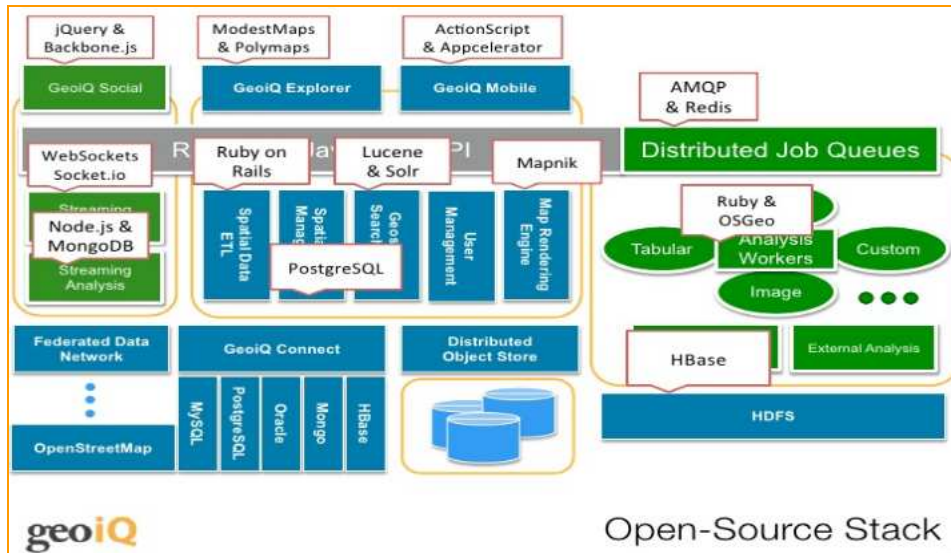 jQuery &
Backbone.js
ModestMaps
& Polymaps
ActionScript
& Appcelerator
GeoiQ Social
GeoiQ Explorer
GeoiQ Mobile
AMQP
& Redis
Distributed Job Queues
WebSockets
Socket.io
Ruby on
Rails
Lucene
& Solr
Mapnik
Streaming
Node.js &
MongoDB
Streaming
Analysis
Spatial Data
ETL
PostgreSQL
Search
User
Management
Map Rendering
Engine
Ruby &
OSGeo
Tabular
Analysis
Workers
Custom
Image
External Analysis
HBase
HDFS
Federated Data
Network
OpenStreetMap
GeoiQ Connect
MySQL
PostgreSQL
Oracle
Mongo
HBase
Distributed
Object Store
geoiQ
Open-Source Stack